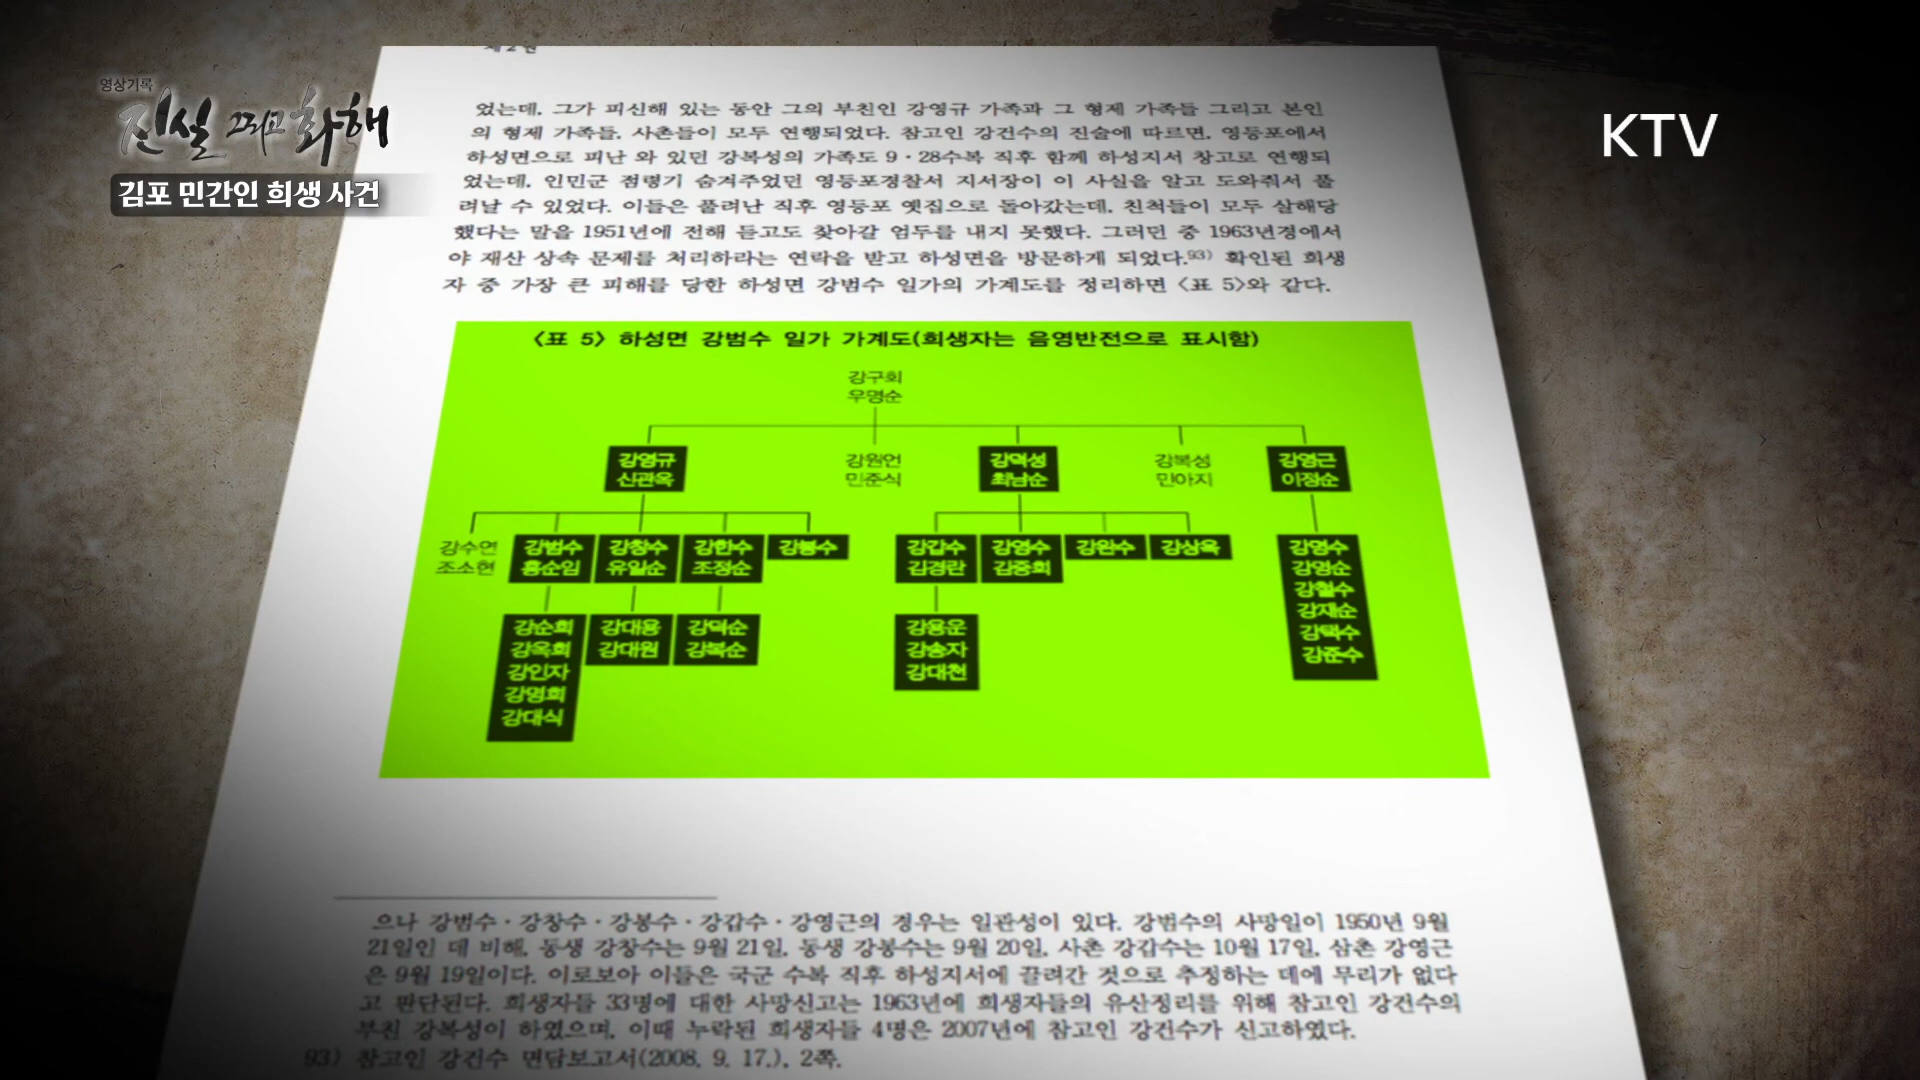 영상기록
진실 그리고 화해
김포 민간인 희생 사건
KTV
제2권
었는데, 그가 피신해 있는 동안 그의 부친인 강영규 가족과 그 형제 가족들 그리고 본인
의 형제 가족들, 사촌들이 모두 연행되었다. 참고인 강건수의 진술에 따르면, 영등포에서
하성면으로 피난 와 있던 강복성의 가족도 9·28수복 직후 함께 하성지서 창고로 연행되
었는데, 인민군 점령기 숨겨주었던 영등포경찰서 지서장이 이 사실을 알고 도와줘서 풀
려날 수 있었다. 이들은 풀려난 직후 영등포 옛집으로 돌아갔는데, 친척들이 모두 살해당
했다는 말을 1951년에 전해 듣고도 찾아갈 엄두를 내지 못했다. 그러던 중 1963년경에서
야 재산 상속 문제를 처리하라는 연락을 받고 하성면을 방문하게 되었다.93) 확인된 희생
자 중 가장 큰 피해를 당한 하성면 강범수 일가의 가계도를 정리하면 <표 5>와 같다.
<표 5> 하성면 강범수 일가 가계도(희생자는 음영반전으로 표시함)
강구회
우명순
강영규 강원언 강덕성 강복성 강영근
신관옥 민준식 최남순 민아지 이정순
강수연 강범수 강창수 강한수 강봉수 강갑수 강영수 강완수 강상옥 강명수
조소현 홍순임 유일순 조정순 김경란 김중희 강영순
강철수
강재순
강택수
강준수
강순희 강대용 강덕순 강용운
강옥희 강대원 강복순 강송자
강인자 강대천
강영희
강대식
으나 강범수·강창수·강봉수·강갑수·강영근의 경우는 일관성이 있다. 강범수의 사망일이 1950년 9월
21일인 데 비해, 동생 강창수는 9월 21일, 동생 강봉수는 9월 20일, 사촌 강갑수는 10월 17일, 삼촌 강영근
은 9월 19일이다. 이로보아 이들은 국군 수복 직후 하성지서에 끌려간 것으로 추정하는 데에 무리가 없다
고 판단된다. 희생자들 33명에 대한 사망신고는 1963년에 희생자들의 유산정리를 위해 참고인 강건수의
부친 강복성이 하였으며, 이때 누락된 희생자들 4명은 2007년에 참고인 강건수가 신고하였다.
93) 참고인 강건수 면담보고서(2008. 9. 17.), 2쪽.